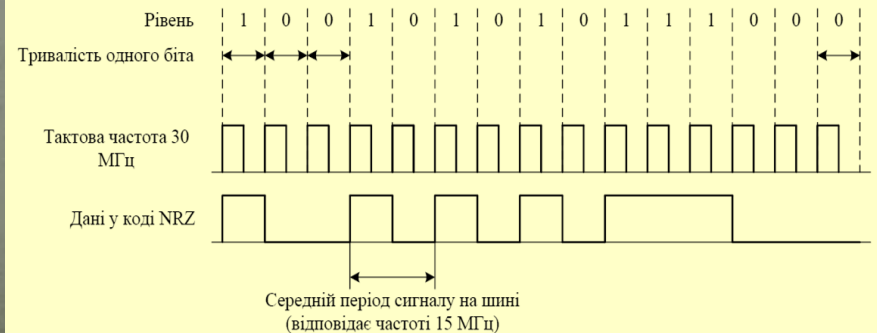 Рівень 1 0 0 1 0 1 0 1 0 1 1 1 0 0 0
Тривалість одного біта
Тактова частота 30
МГц
Дані у коді NRZ
Середній період сигналу на шині
(відповідає частоті 15 МГц)